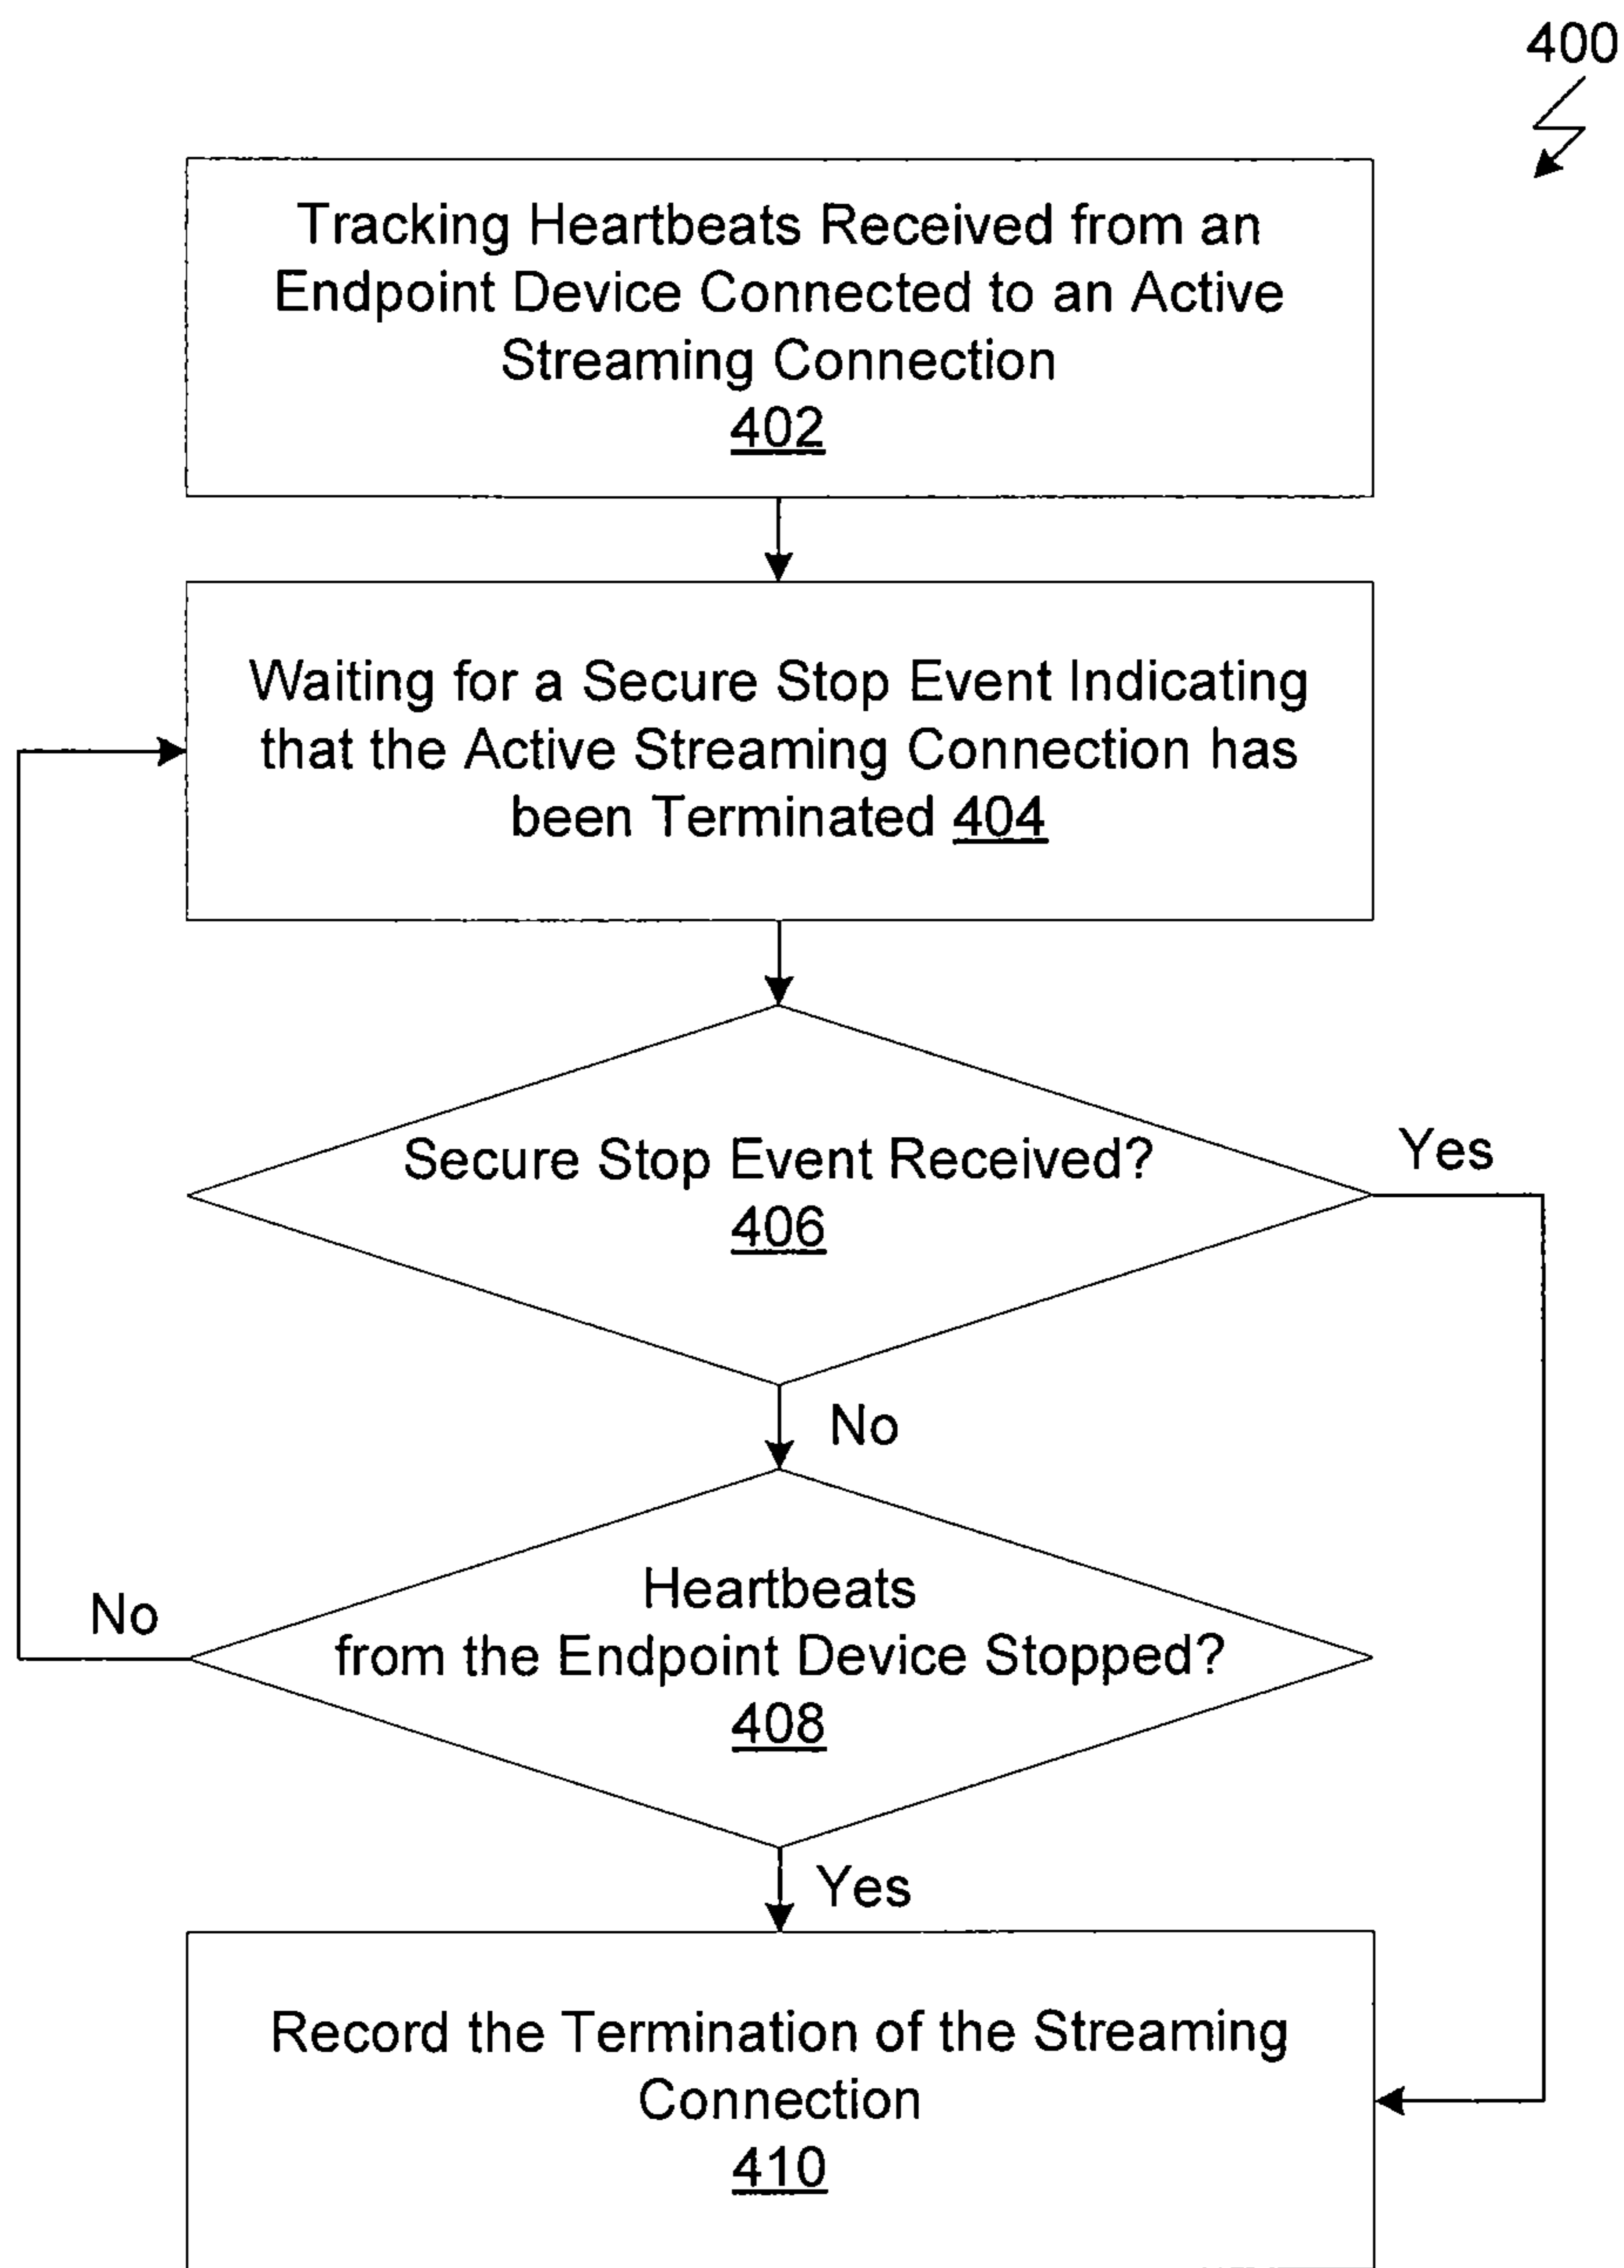 400
Tracking Heartbeats Received from an
Endpoint Device Connected to an Active
Streaming Connection
402
Waiting for a Secure Stop Event Indicating
that the Active Streaming Connection has
been Terminated 404
Secure Stop Event Received?
406
Yes
No
Heartbeats
from the Endpoint Device Stopped?
408
No
Yes
Record the Termination of the Streaming
Connection
410